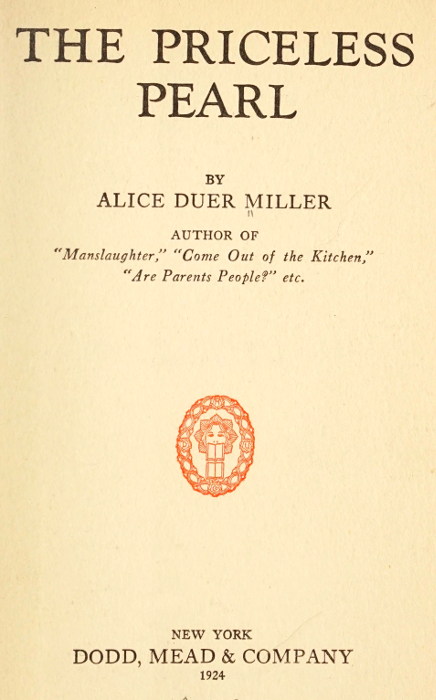 THE PRICELESS
PEARL
BY
ALICE DUER MILLER
AUTHOR OF
“Manslaughter,” “Come Out of the Kitchen,”
“Are Parents People?” etc.
NEW YORK
DODD, MEAD & COMPANY
1924